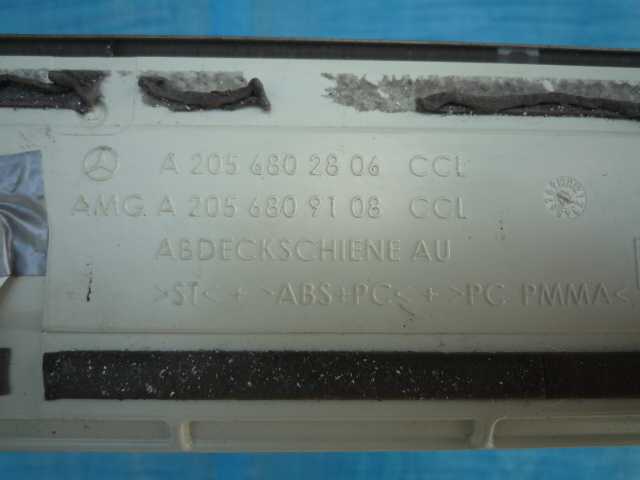 A 205 680 28 06 CCL
AMG A 205 680 91 08 CCL
ABDECKSCHIENE AU
>ST< + >ABS+PC< + >PC PMMA<